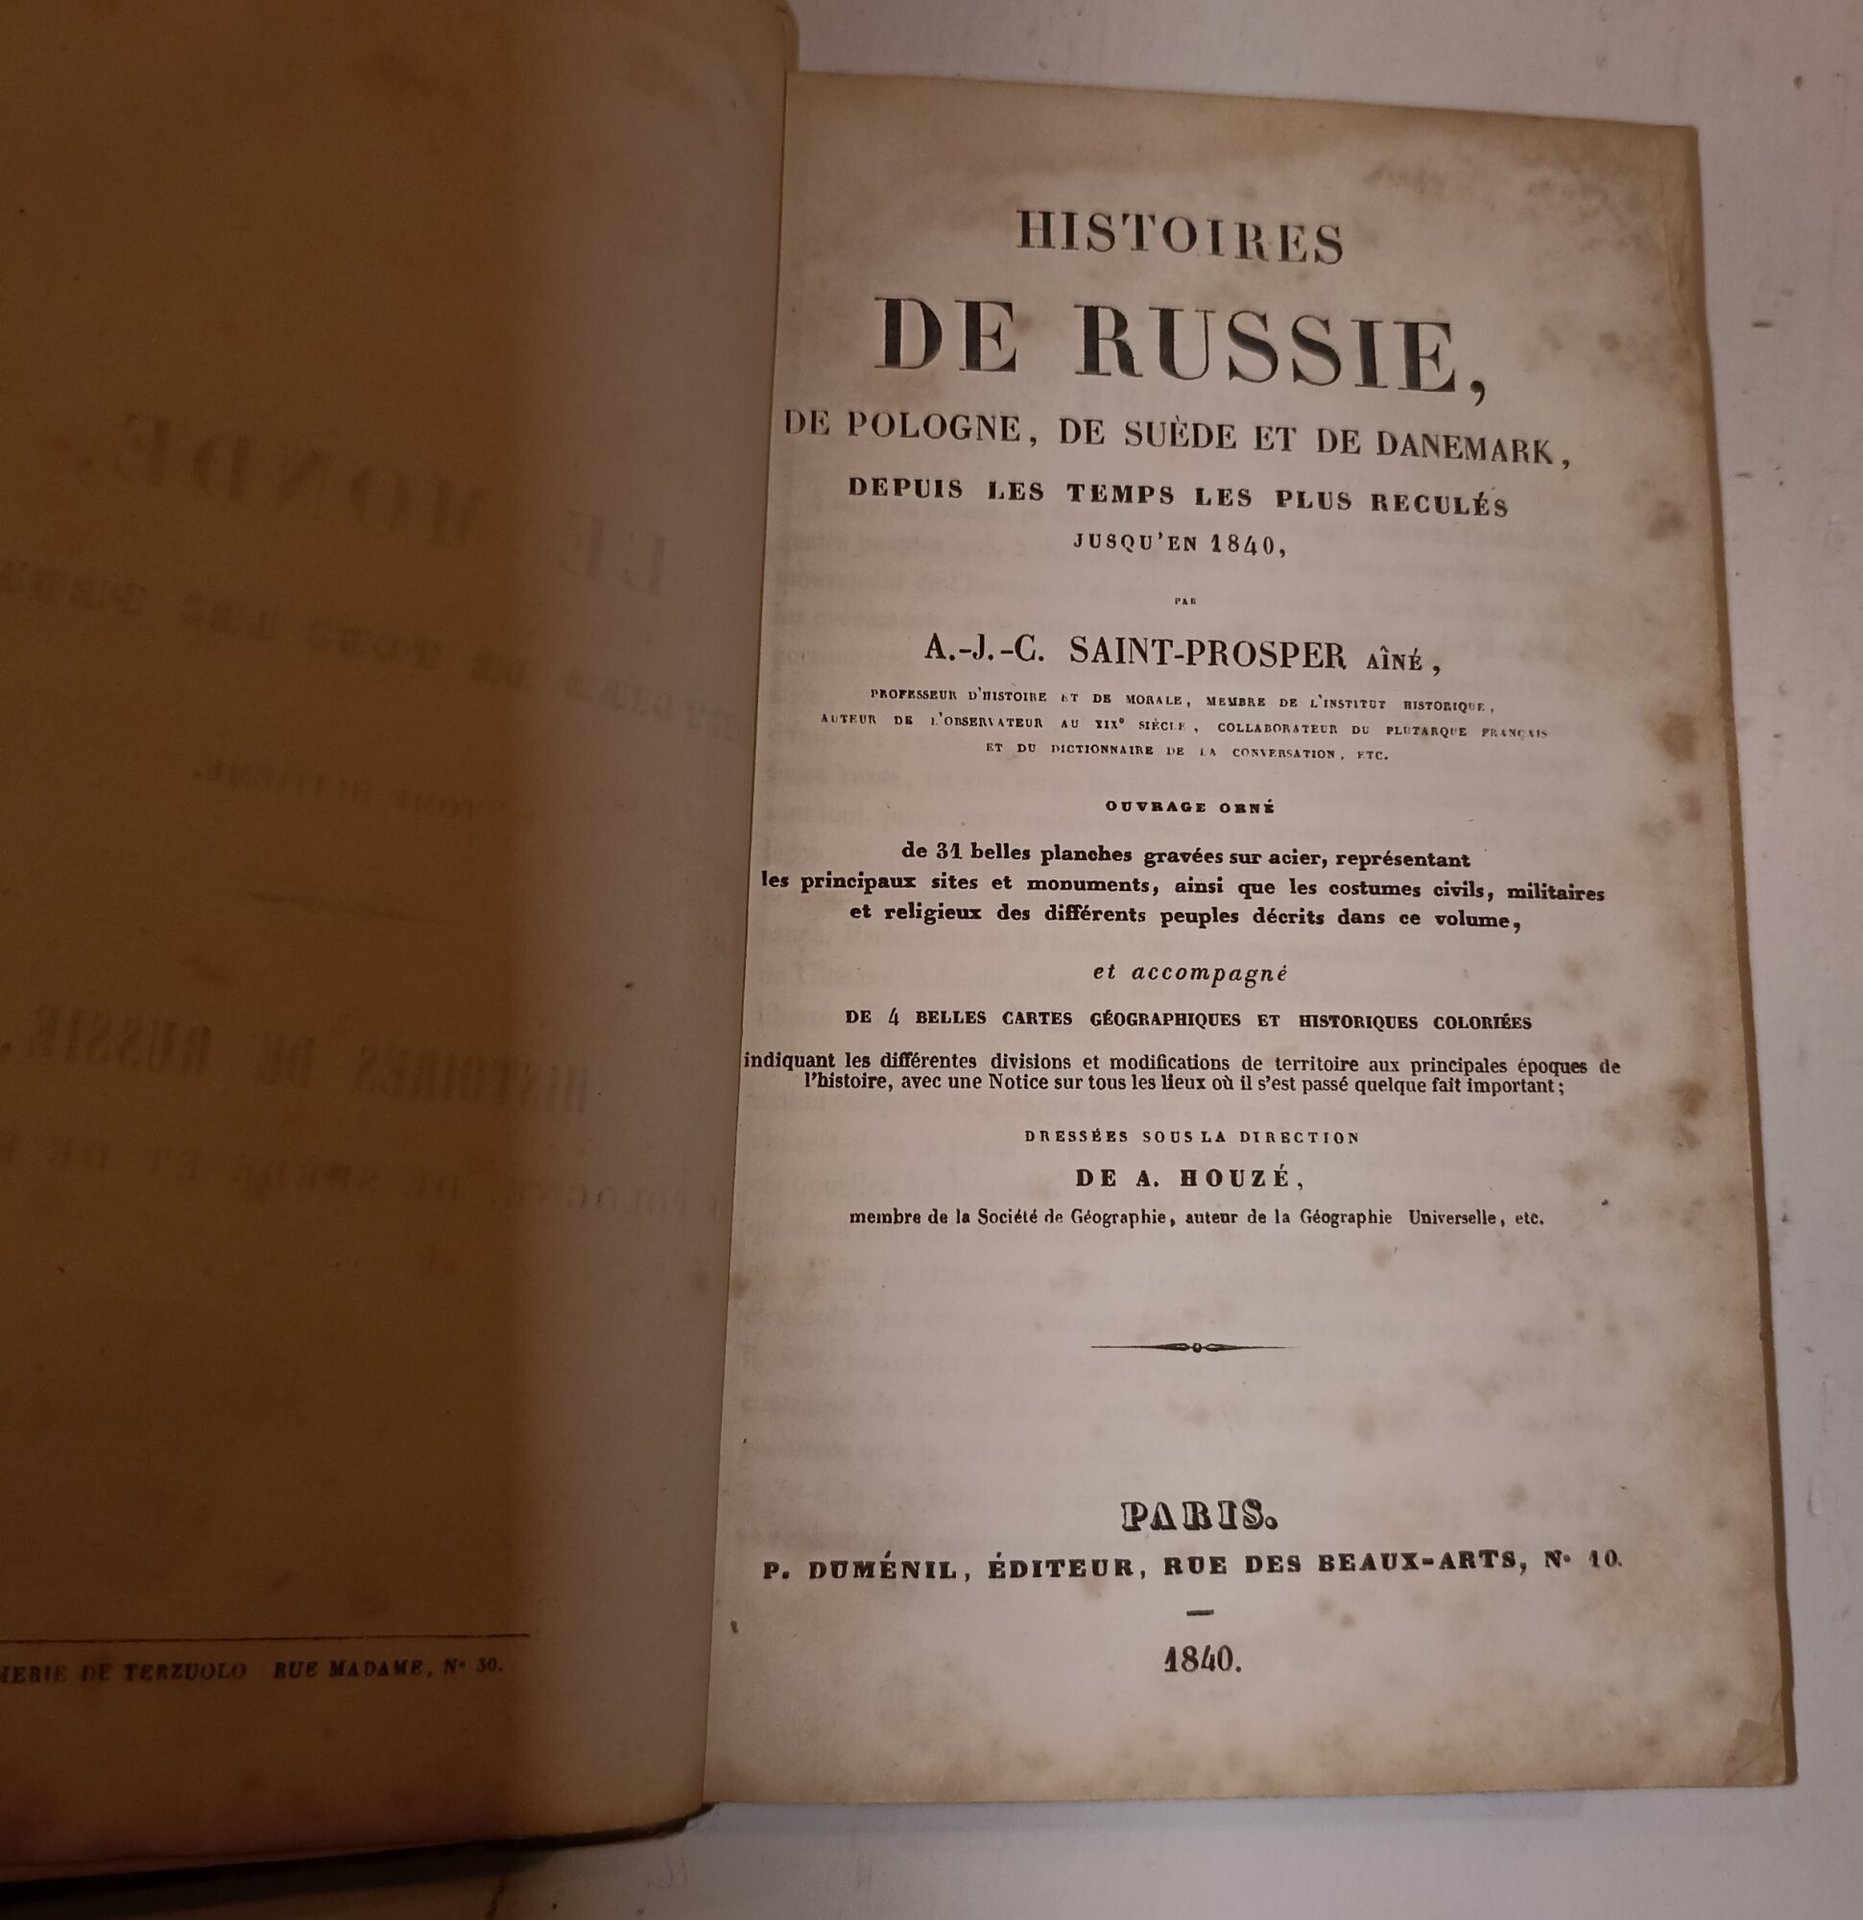 MERIE DE TERZUOLO RUE MADAME, Nº 30.
HISTOIRES
DE RUSSIE,
DE POLOGNE, DE SUÈDE ET DE DANEMARK,
DEPUIS LES TEMPS LES PLUS RECULÉS
JUSQU'EN 1840,
PAR
A.-J.-C. SAINT-PROSPER AÎNÉ,
PROFESSEUR D'HISTOIRE ET DE MORALE, MEMBRE DE L'INSTITUT HISTORIQUE,
AUTEUR DE L'OBSERVATEUR AU XIXe SIÈCLE, COLLABORATEUR DU PLUTARQUE FRANÇAIS
ET DU DICTIONNAIRE DE LA CONVERSATION, ETC.
OUVRAGE ORNÉ
de 31 belles planches gravées sur acier, représentant
les principaux sites et monuments, ainsi que les costumes civils, militaires
et religieux des différents peuples décrits dans ce volume,
et accompagné
DE 4 BELLES CARTES GÉOGRAPHIQUES ET HISTORIQUES COLORIÉES
indiquant les différentes divisions et modifications de territoire aux principales époques de
l'histoire, avec une Notice sur tous les lieux où il s'est passé quelque fait important;
DRESSÉES SOUS LA DIRECTION
DE A. HOUZÉ,
membre de la Société de Géographie, auteur de la Géographie Universelle, etc.
PARIS.
P. DUMÉNIL, ÉDITEUR, RUE DES BEAUX-ARTS, Nº 10.
1840.